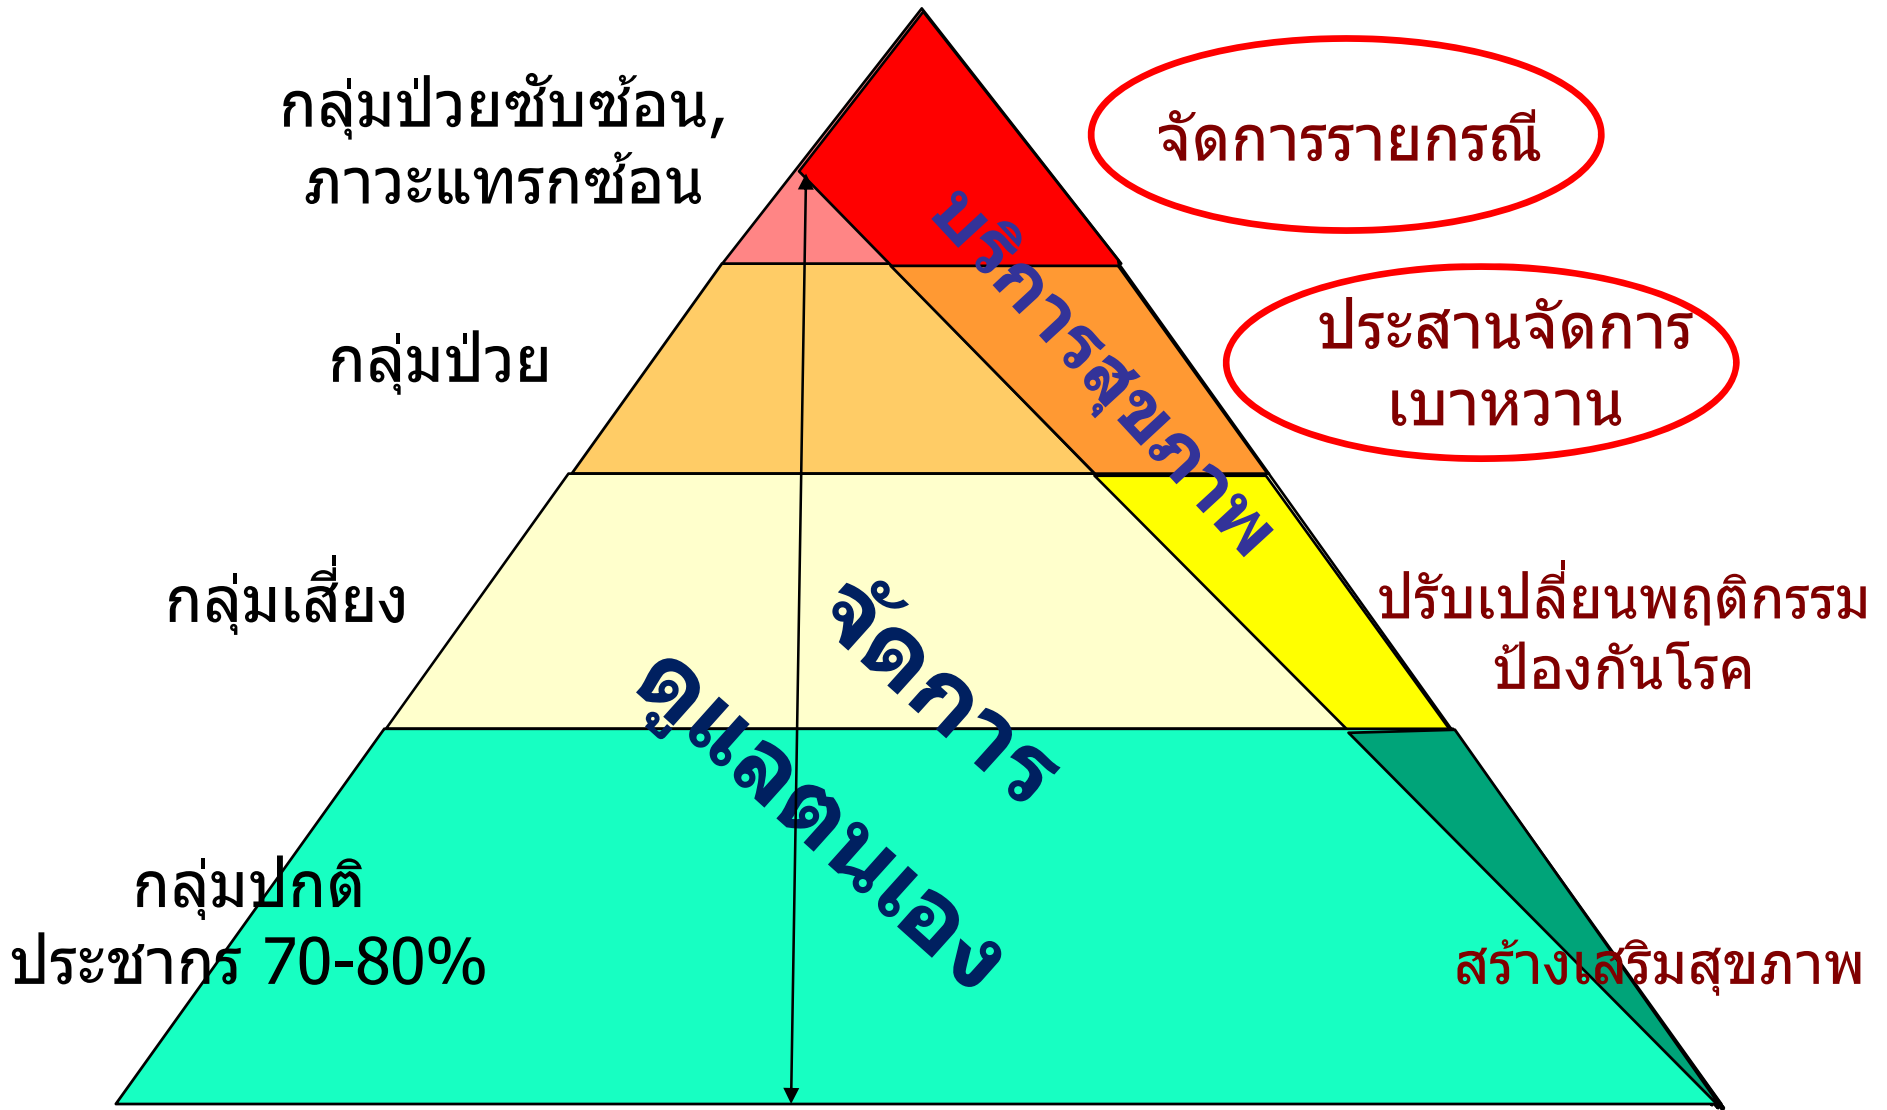 กลุ่มป่วยซับซ้อน,
ภาวะแทรกซ้อน
จัดการรายกรณี
บริการสุขภาพ
กลุ่มป่วย
ประสานจัดการ
เบาหวาน
กลุ่มเสี่ยง
ปรับเปลี่ยนพฤติกรรม
ป้องกันโรค
จัดการ
ดูแลตนเอง
กลุ่มปกติ
ประชากร 70-80%
สร้างเสริมสุขภาพ